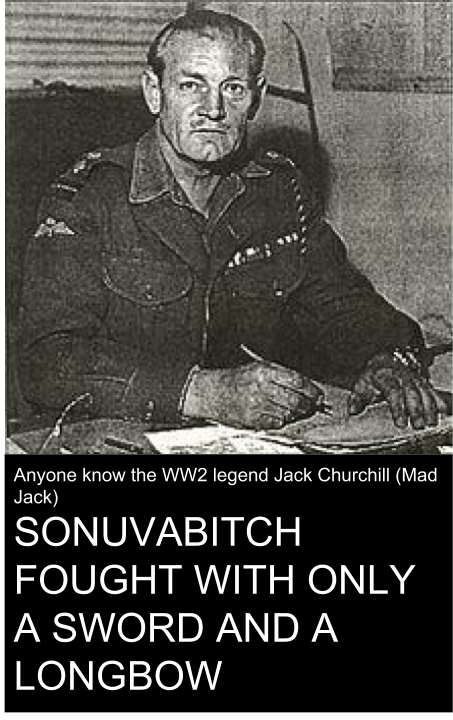 Anyone know the WW2 legend Jack Churchill (Mad
Jack)
SONUVABITCH
FOUGHT WITH ONLY
A SWORD AND A
LONGBOW